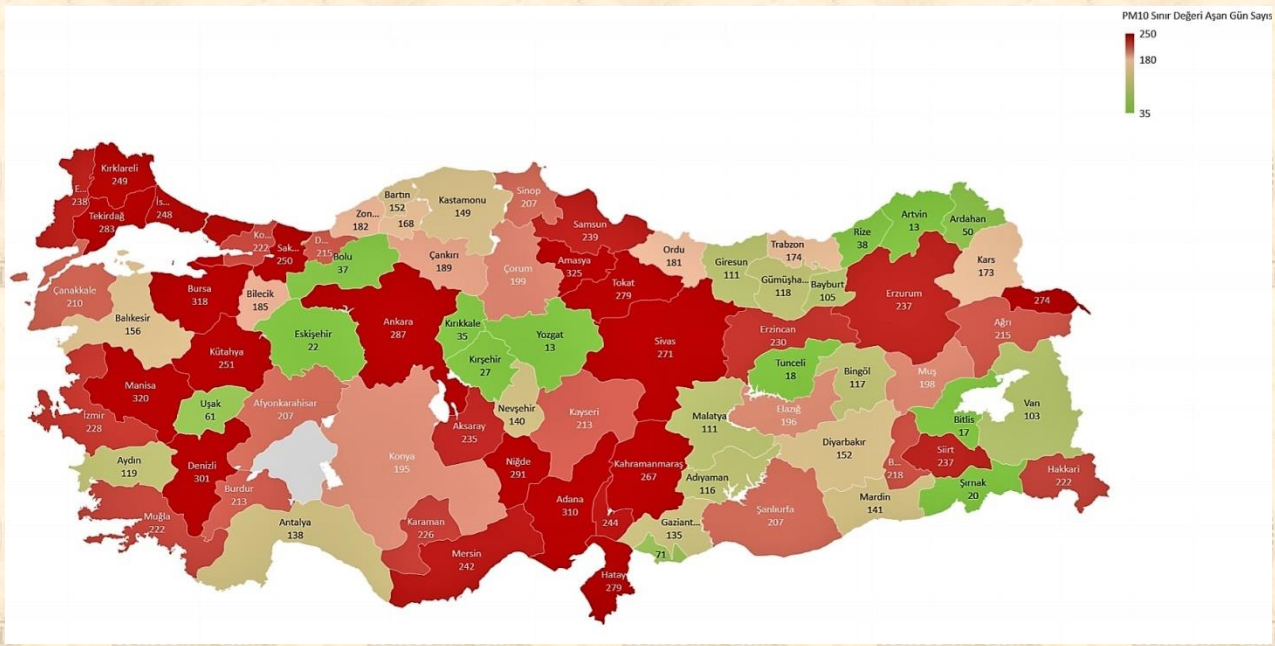 PM10 Sınır Değeri Aşan Gün Sayıs
250
180
35
Kırklareli
249
E...
238
Tekirdağ
283
İs...
248
Ko...
222
Sak...
250
D...
215
Bolu
37
Zon...
182
Bartın
152
168
Kastamonu
149
Sinop
207
Çankırı
189
Çorum
199
Samsun
239
Amasya
325
Tokat
279
Ordu
181
Giresun
111
Trabzon
174
Gümüşha...
118
Bayburt
105
Rize
38
Artvin
13
Ardahan
50
Kars
173
Erzurum
237
274
Ağrı
215
Çanakkale
210
Balıkesir
156
Bursa
318
Bilecik
185
Kütahya
251
Eskişehir
22
Ankara
287
Kırıkkale
35
Kırşehir
27
Yozgat
13
Sivas
271
Erzincan
230
Tunceli
18
Bingöl
117
Muş
198
Van
103
Bitlis
17
Manisa
320
Uşak
61
İzmir
228
Afyonkarahisar
207
Konya
195
Aksaray
235
Nevşehir
140
Kayseri
213
Malatya
111
Elazığ
196
Diyarbakır
152
B...
218
Siirt
237
Şırnak
20
Hakkari
222
Aydın
119
Denizli
301
Burdur
213
Muğla
222
Antalya
138
Karaman
226
Mersin
242
Niğde
291
Adana
310
Kahramanmaraş
267
244
Adıyaman
116
Gaziant...
135
71
Hatay
279
Şanlıurfa
207
Mardin
141